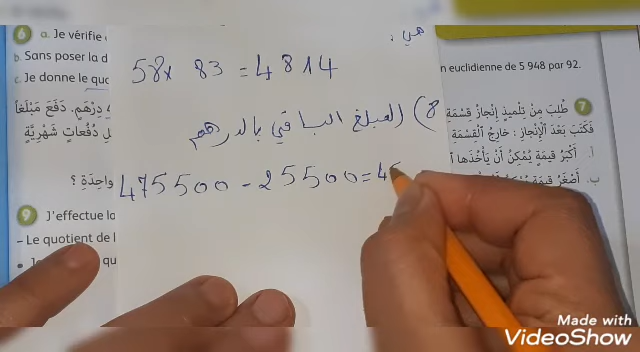 هي :
58x 83 = 4814
8) المبلغ الباقي بالدرهم
475500 - 25500 = 45
6 a. Je vérifie
b. Sans poser la d
c. Je donne le quo
دِرْهَمٍ. دَفَعَ مَبْلَغاً
دُفُعاتٍ شَهْرِيَّةٍ
واحِدَةٍ ؟
9 J'effectue la
- Le quotient de l
qu
n euclidienne de 5 948 par 92.
7 طُلِبَ مِنْ تِلْميذٍ إِنْجازُ قِسْمَةِ
فَكَتَبَ بَعْدَ الْإِنْجازِ : خارِجُ الْقِسْمَةِ
أ. أَكْبَرُ قيمَةٍ يُمْكِنُ أَنْ يَأْخُذَها
ب. أَصْغَرُ قيمَةٍ
Made with
VideoShow